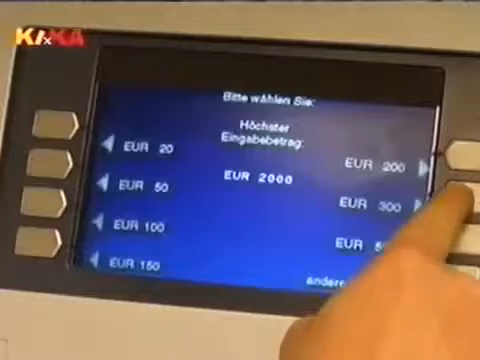 KiKA
Bitte wählen Sie:
Höchster
Eingabebetrag:
EUR 2000
EUR 20
EUR 50
EUR 100
EUR 150
EUR 200
EUR 300
EUR